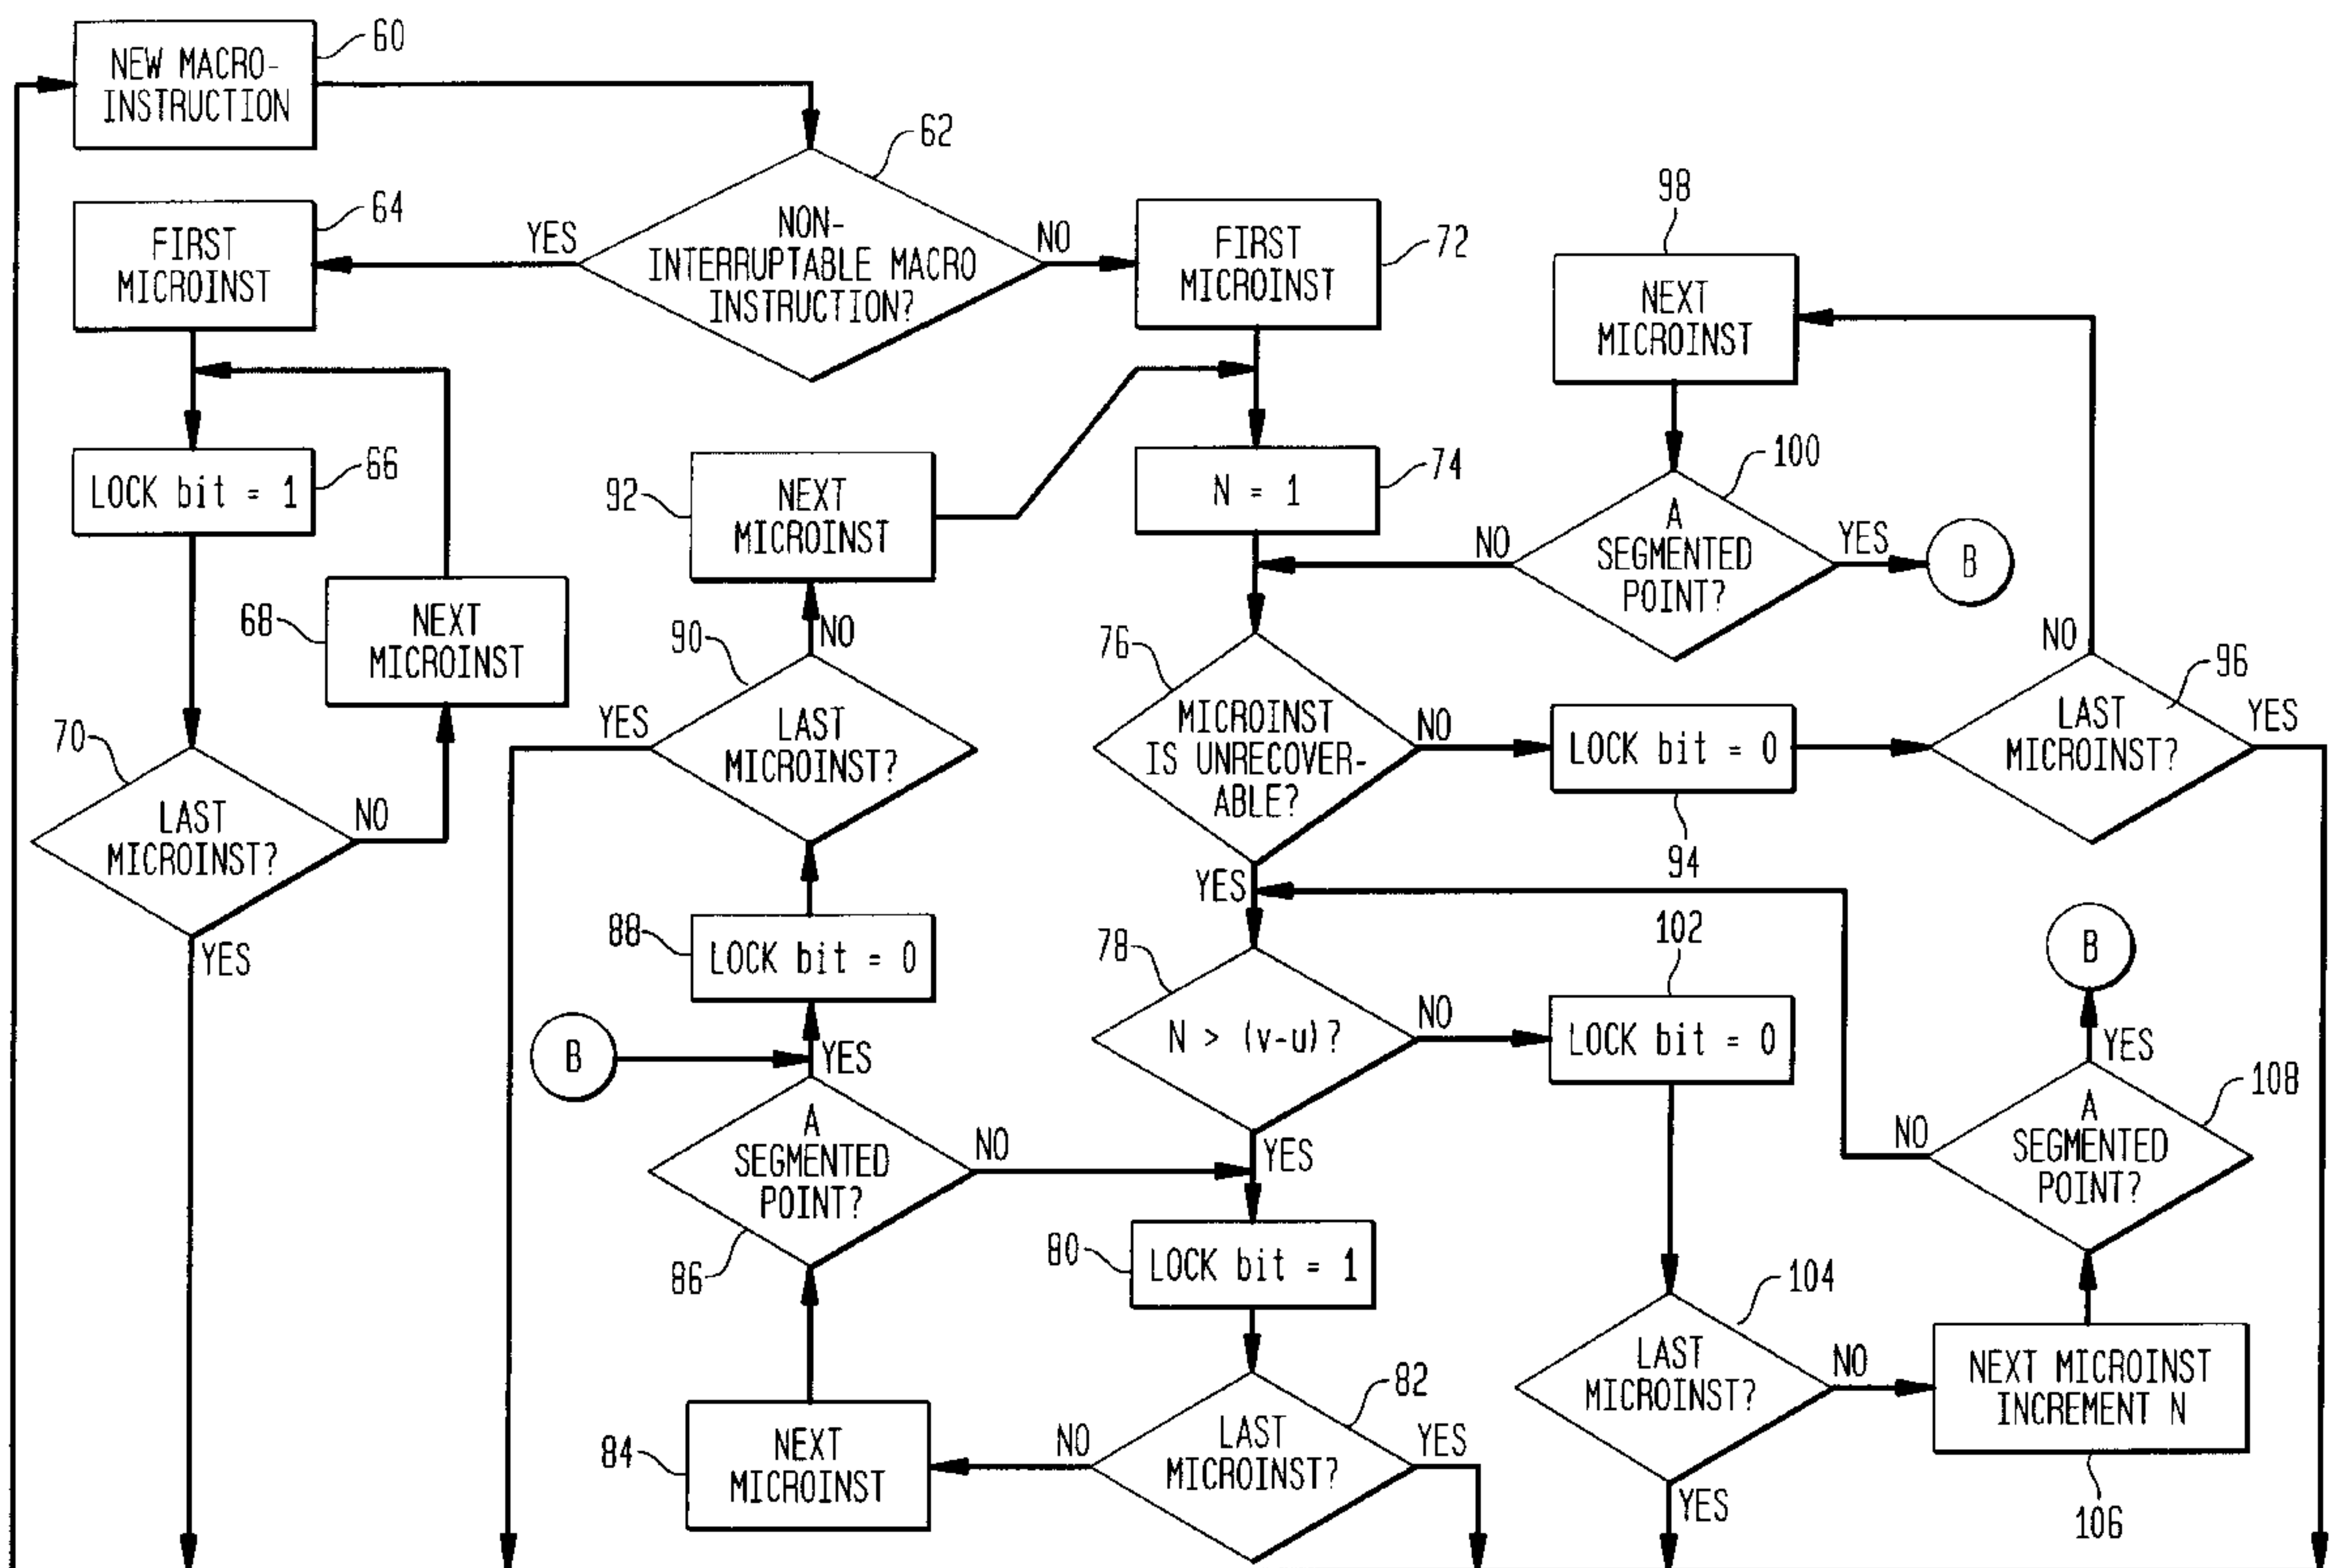 NEW MACRO-
INSTRUCTION
60
62
NON-
INTERRUPTABLE MACRO
INSTRUCTION?
YES
NO
FIRST
MICROINST
64
FIRST
MICROINST
72
LOCK bit = 1
66
NEXT
MICROINST
68
LAST
MICROINST?
70
NO
YES
N = 1
74
NEXT
MICROINST
92
NO
LAST
MICROINST?
90
YES
LOCK bit = 0
88
B
YES
A
SEGMENTED
POINT?
86
NO
NEXT
MICROINST
84
MICROINST
IS UNRECOVER-
ABLE?
76
NO
YES
N > (v-u)?
78
NO
YES
LOCK bit = 1
80
LAST
MICROINST?
82
NO
YES
98
NEXT
MICROINST
100
A
SEGMENTED
POINT?
NO
YES
B
LOCK bit = 0
94
LAST
MICROINST?
96
NO
YES
102
LOCK bit = 0
104
LAST
MICROINST?
NO
YES
NEXT MICROINST
INCREMENT N
106
A
SEGMENTED
POINT?
108
NO
YES
B